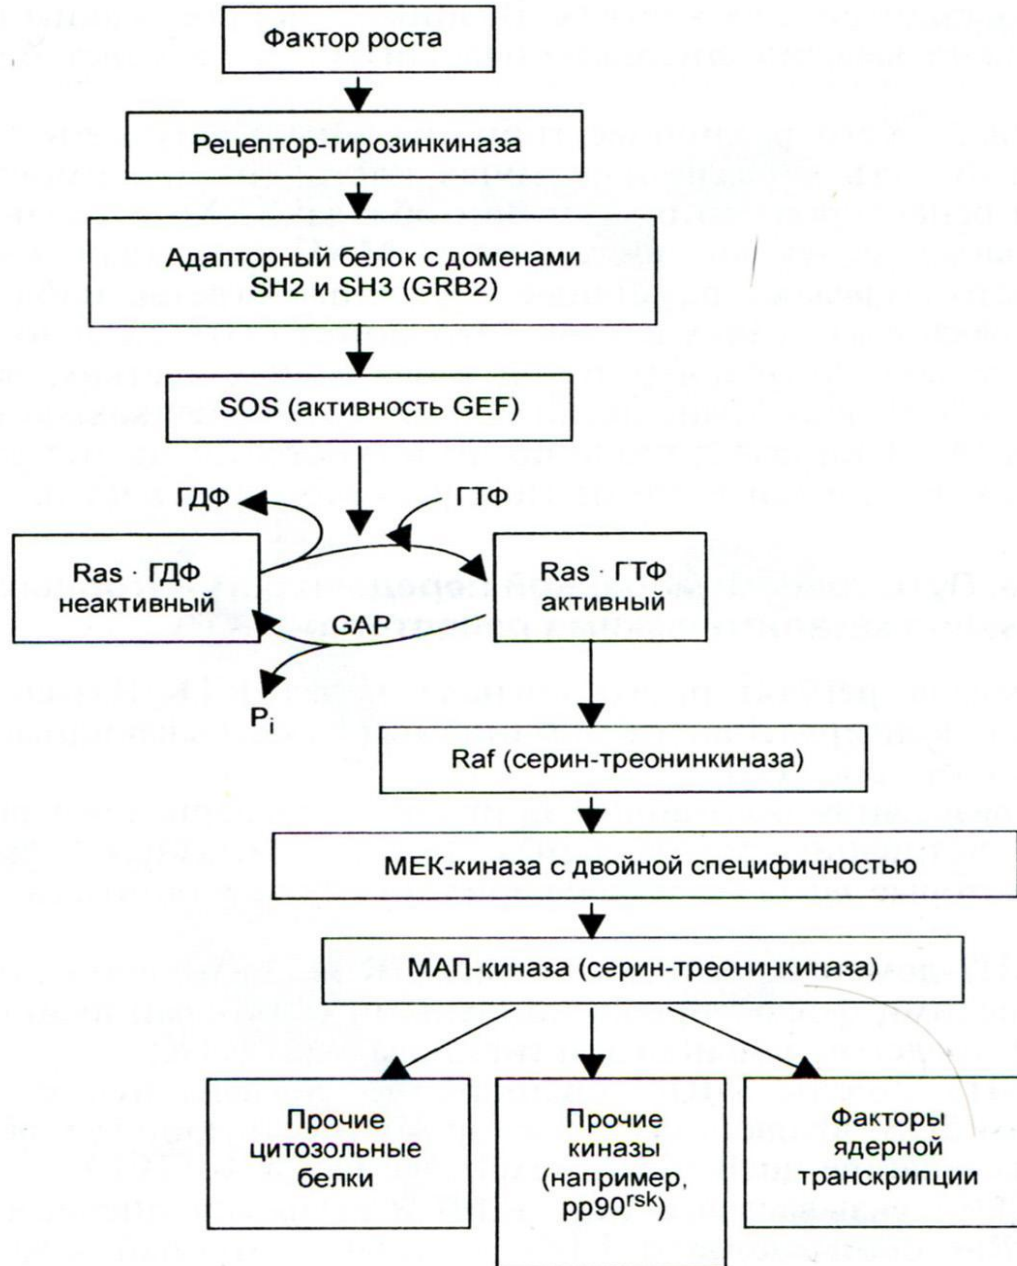 Фактор роста
Рецептор-тирозинкиназа
Адапторный белок с доменами
SH2 и SH3 (GRB2)
SOS (активность GEF)
ГДФ
ГТФ
Ras · ГДФ
неактивный
Ras · ГТФ
активный
GAP
Pi
Raf (серин-треонинкиназа)
МЕК-киназа с двойной специфичностью
МАП-киназа (серин-треонинкиназа)
Прочие
цитозольные
белки
Прочие
киназы
(например,
pp90rsk)
Факторы
ядерной
транскрипции